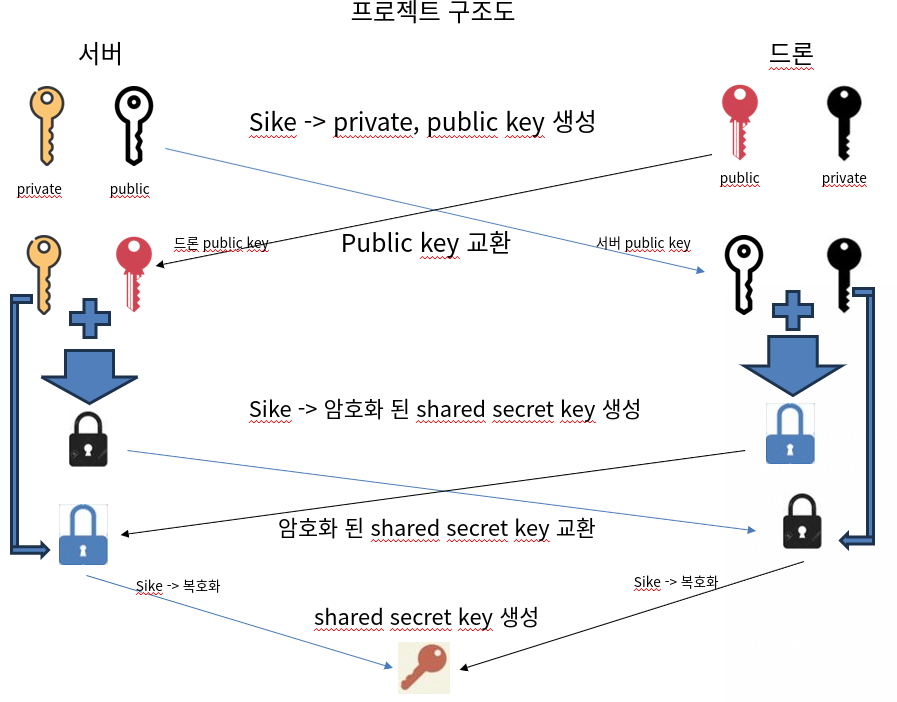 프로젝트 구조도
서버
드론
Sike -> private, public key 생성
private
public
public
private
드론 public key
Public key 교환
서버 public key
Sike -> 암호화 된 shared secret key 생성
암호화 된 shared secret key 교환
Sike -> 복호화
Sike -> 복호화
shared secret key 생성